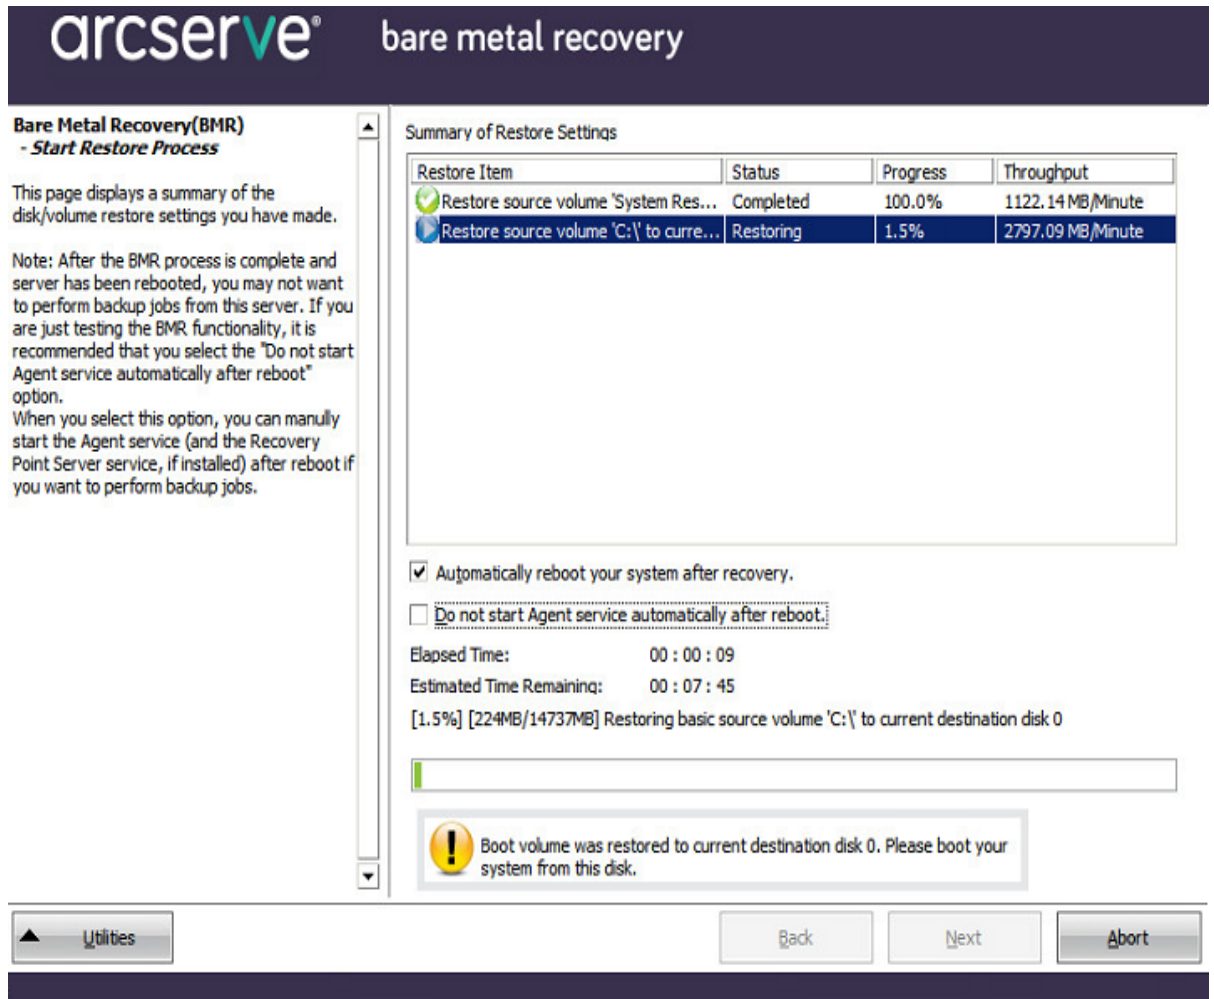 arcserve® bare metal recovery
Bare Metal Recovery(BMR)
- Start Restore Process
This page displays a summary of the
disk/volume restore settings you have made.
Note: After the BMR process is complete and
server has been rebooted, you may not want
to perform backup jobs from this server. If you
are just testing the BMR functionality, it is
recommended that you select the "Do not start
Agent service automatically after reboot"
option.
When you select this option, you can manully
start the Agent service (and the Recovery
Point Server service, if installed) after reboot if
you want to perform backup jobs.
Summary of Restore Settings
Restore Item Status Progress Throughput
Restore source volume 'System Res... Completed 100.0% 1122.14 MB/Minute
Restore source volume 'C:\' to curre... Restoring 1.5% 2797.09 MB/Minute
Automatically reboot your system after recovery.
Do not start Agent service automatically after reboot.
Elapsed Time: 00 : 00 : 09
Estimated Time Remaining: 00 : 07 : 45
[1.5%] [224MB/14737MB] Restoring basic source volume 'C:\' to current destination disk 0
Boot volume was restored to current destination disk 0. Please boot your
system from this disk.
Utilities Back Next Abort